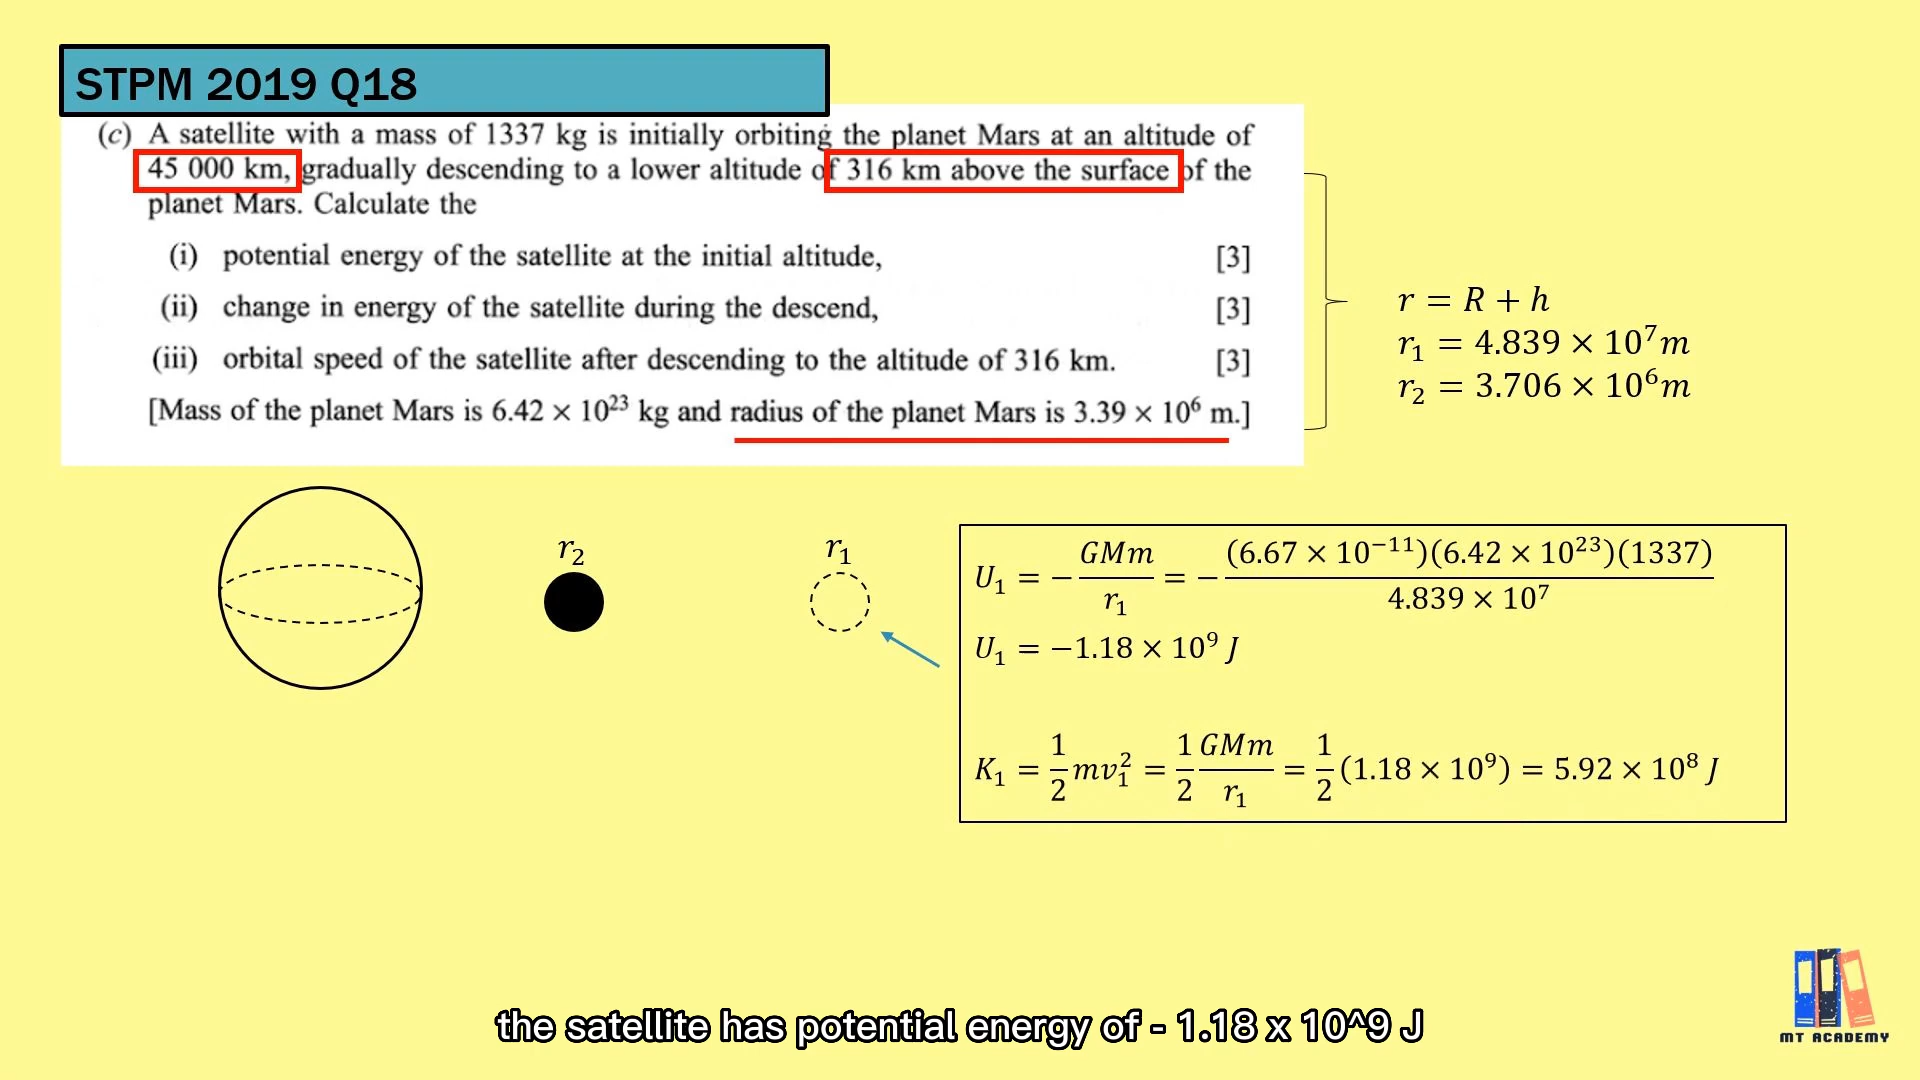 STPM 2019 Q18
(c) A satellite with a mass of 1337 kg is initially orbiting the planet Mars at an altitude of
45 000 km, gradually descending to a lower altitude of 316 km above the surface of the
planet Mars. Calculate the
(i) potential energy of the satellite at the initial altitude, [3]
(ii) change in energy of the satellite during the descend, [3]
(iii) orbital speed of the satellite after descending to the altitude of 316 km. [3]
[Mass of the planet Mars is 6.42 × 10²³ kg and radius of the planet Mars is 3.39 × 10⁶ m.]
r = R + h
r₁ = 4.839 × 10⁷m
r₂ = 3.706 × 10⁶m
r₂
r₁
U₁ = −GMm/r₁ = −(6.67 × 10⁻¹¹)(6.42 × 10²³)(1337)/4.839 × 10⁷
U₁ = −1.18 × 10⁹ J
K₁ = 1/2 mv₁² = 1/2 GMm/r₁ = 1/2 (1.18 × 10⁹) = 5.92 × 10⁸ J
the satellite has potential energy of - 1.18 x 10^9 J
MT ACADEMY